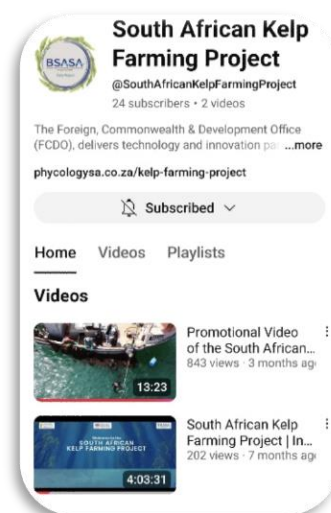 South African Kelp
Farming Project
BSASA
@SouthAfricanKelpFarmingProject
24 subscribers • 2 videos
The Foreign, Commonwealth & Development Office
(FCDO), delivers technology and innovation ...more
phycologysa.co.za/kelp-farming-project
Subscribed
Home Videos Playlists
Videos
Promotional Video
of the South African...
843 views · 3 months ag
13:23
South African Kelp
Farming Project | In...
202 views · 7 months ag
SOUTH AFRICAN
KELP FARMING PROJECT
4:03:31